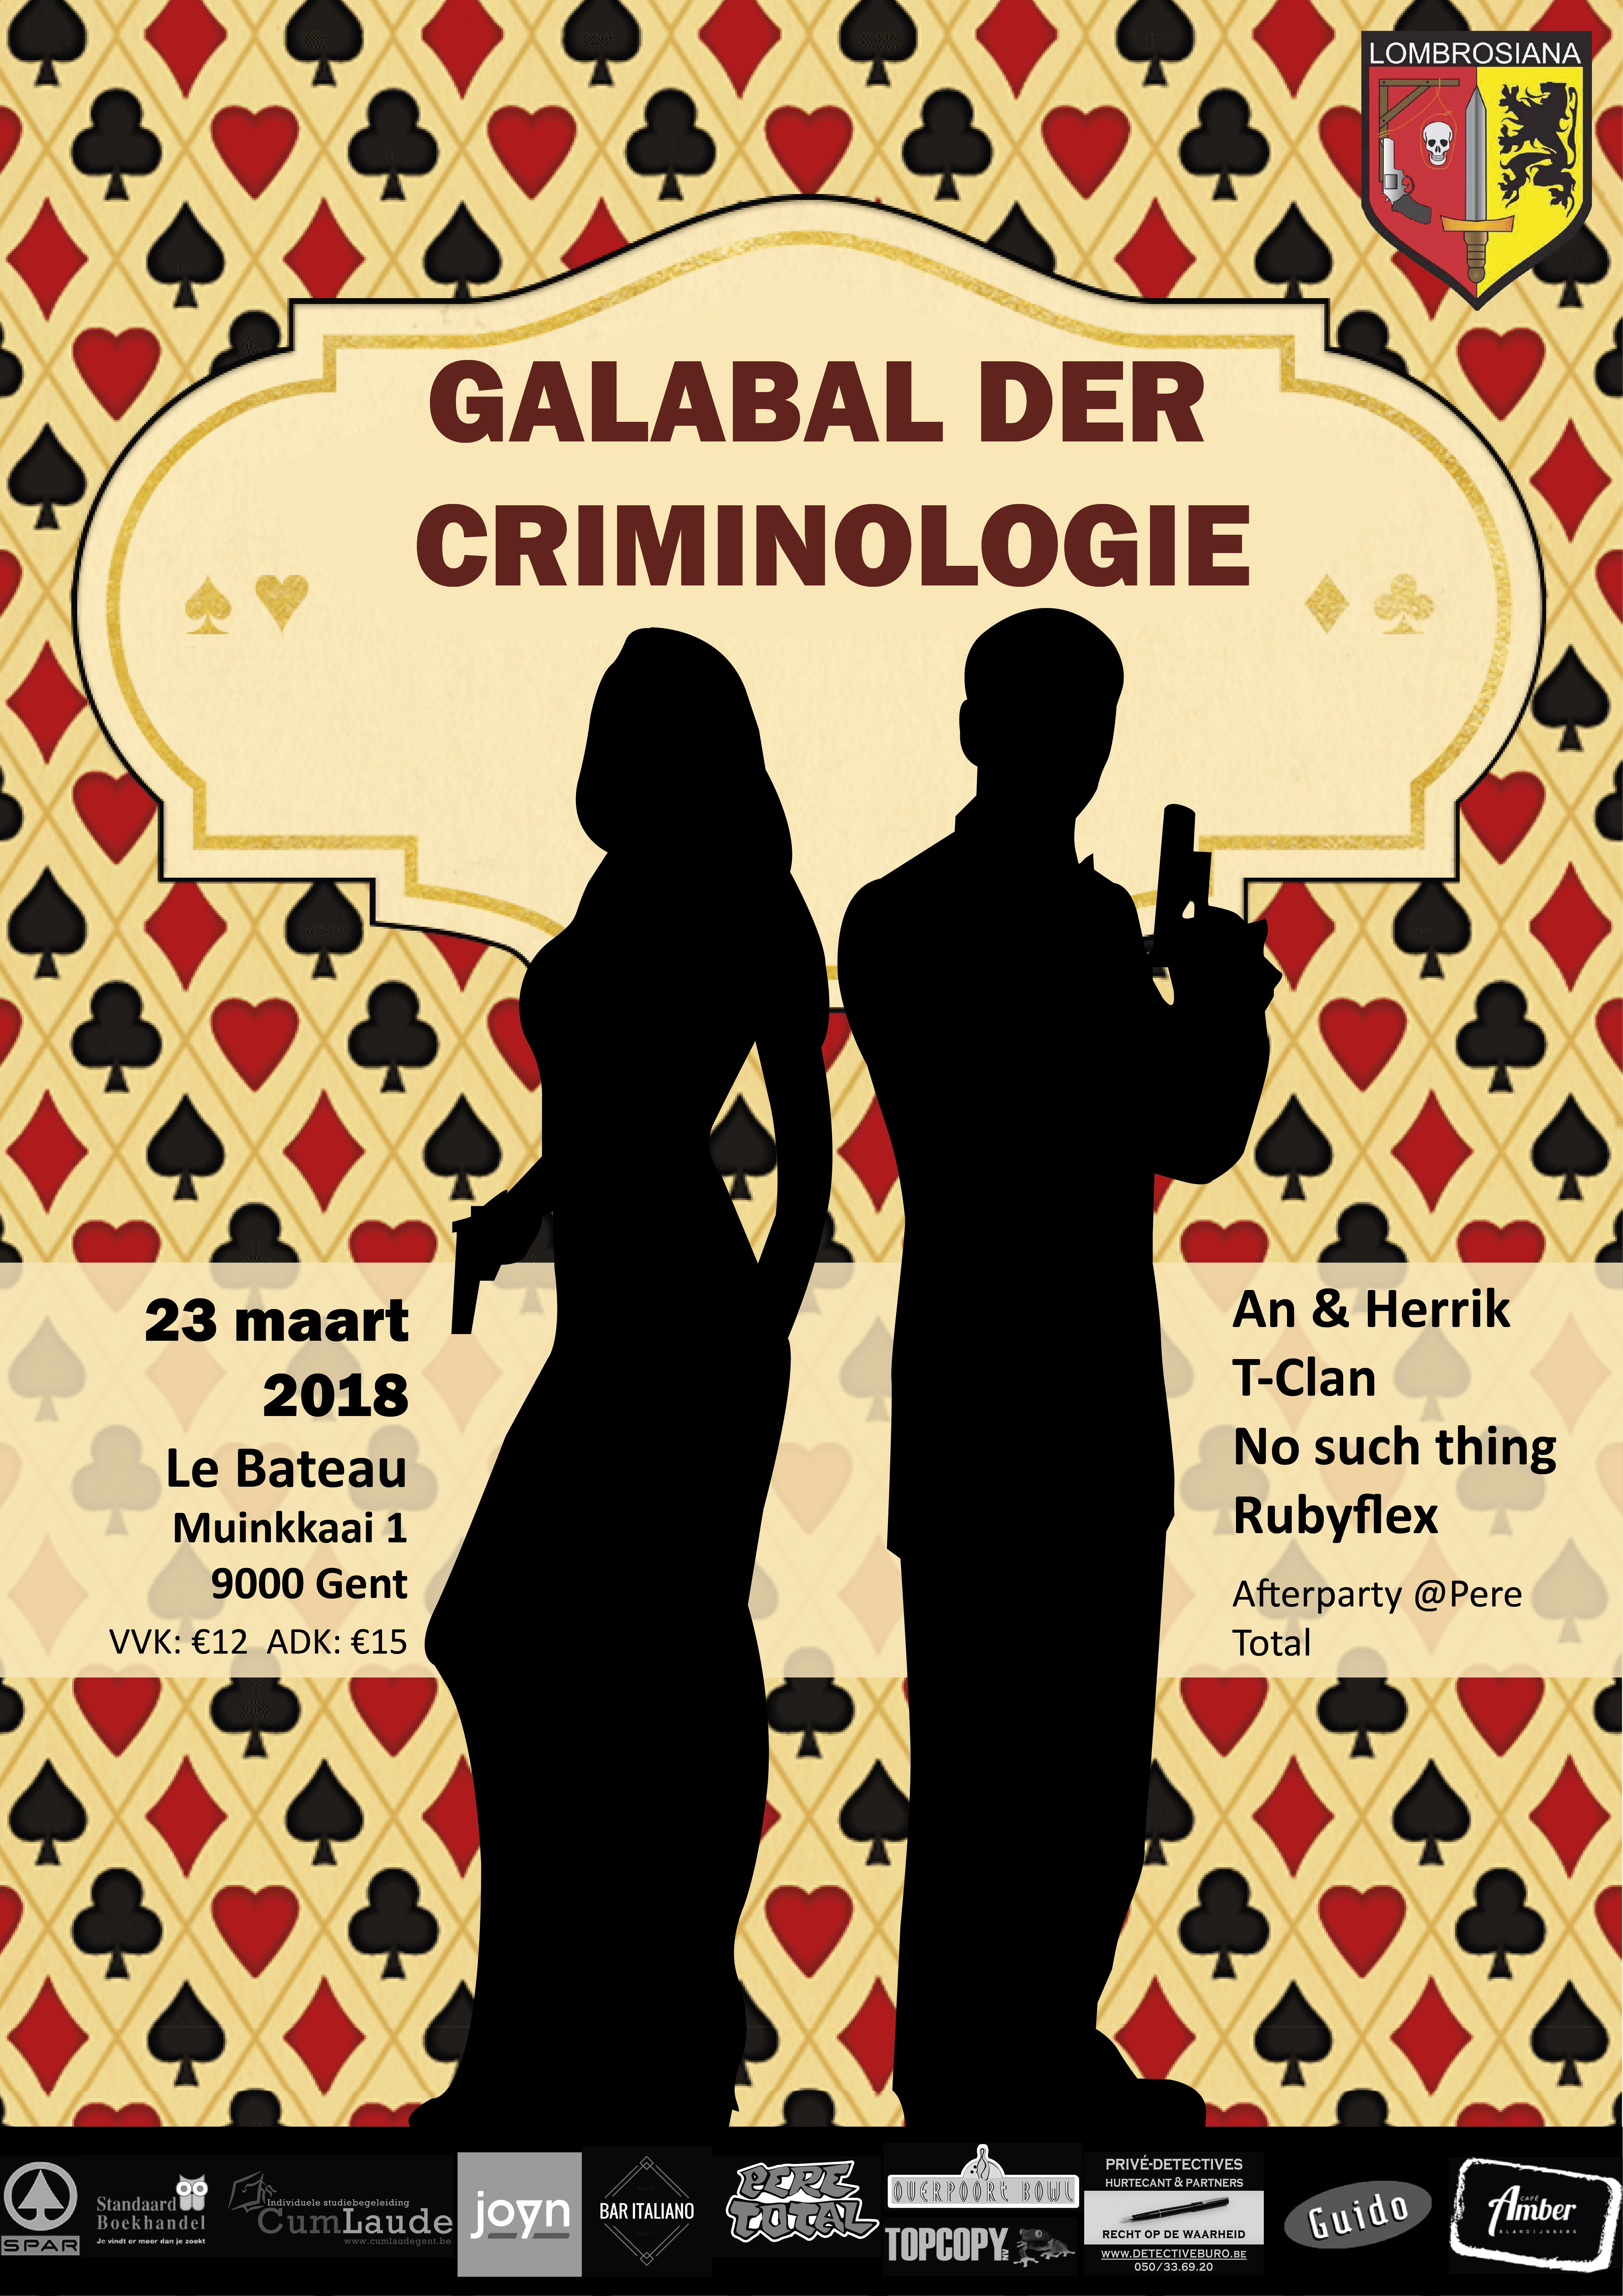 LOMBROSIANA
GALABAL DER
CRIMINOLOGIE
23 maart
2018
Le Bateau
Muinkkaai 1
9000 Gent
VVK: €12 ADK: €15
An & Herrik
T-Clan
No such thing
Rubyflex
Afterparty @Pere
Total
SPAR
Standaard
Boekhandel
Je vindt er meer dan je zoekt
Individuele studiebegeleiding
CumLaude
www.cumlaudegent.be
joyn
BAR ITALIANO
PERE
TOTAL
OVERPOORT BOWL
TOPCOPY NV
PRIVÉ-DETECTIVES
HURTECANT & PARTNERS
RECHT OP DE WAARHEID
WWW.DETECTIVEBURO.BE
050/33.69.20
Guido
CAFÉ
Amber
BLANDIJNBERG